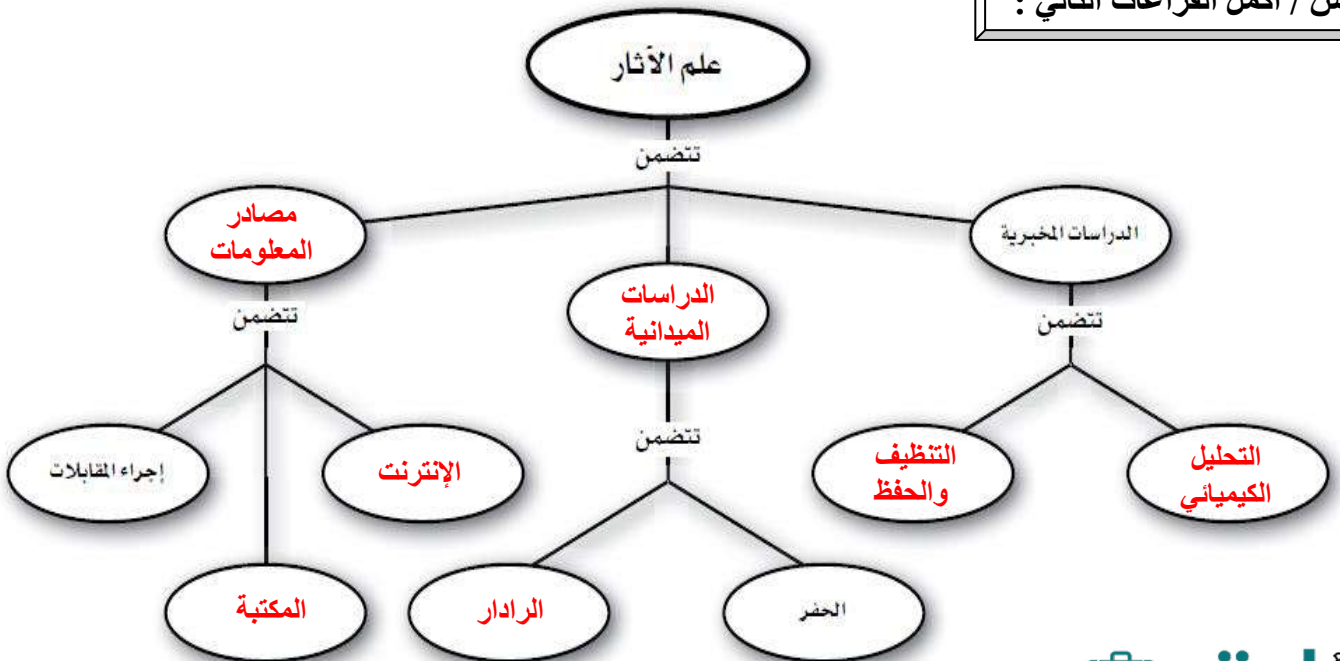 / أكمل الفراغات التالي :
علم الآثار
تتضمن
الدراسات المخبرية
الدراسات
الميدانية
مصادر
المعلومات
تتضمن
تتضمن
تتضمن
التحليل
الكيميائي
التنظيف
والحفظ
الإنترنت
إجراء المقابلات
الحفر
الرادار
المكتبة